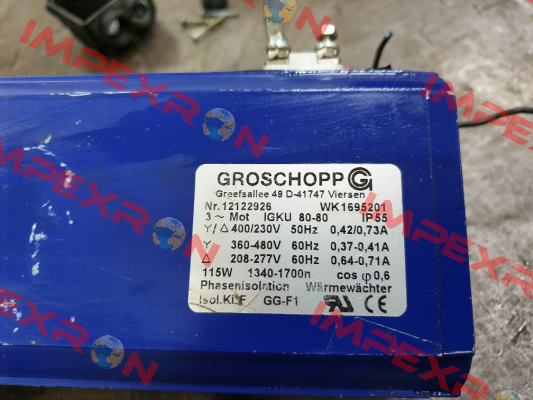 GROSCHOPP
Greefsallee 49 D-41747 Viersen
Nr.12122926 WK1695201
3 ~ Mot IGKU 80-80 IP55
Y/△ 400/230V 50Hz 0,42/0,73A
Y 360-480V 60Hz 0,37-0,41A
△ 208-277V 60Hz 0,64-0,71A
115W 1340-1700n cos φ 0,6
Phasenisolation Wärmewächter
Isol.Kl.F GG-F1
IMPEXRON
IMPEXRON
IMPEXRON
IMPEXRON
IMPEXRON